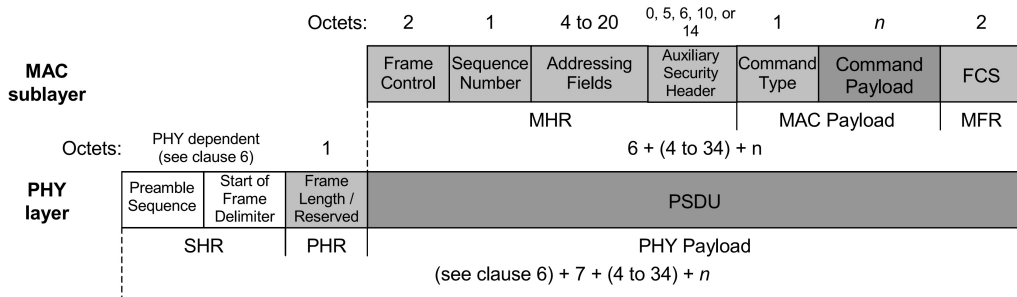 Octets: 2 1 4 to 20 0, 5, 6, 10, or 14 1 n 2
MAC sublayer
Frame Control
Sequence Number
Addressing Fields
Auxiliary Security Header
Command Type
Command Payload
FCS
MHR MAC Payload MFR
Octets: PHY dependent (see clause 6) 1 6 + (4 to 34) + n
PHY layer
Preamble Sequence
Start of Frame Delimiter
Frame Length / Reserved
PSDU
SHR PHR PHY Payload
(see clause 6) + 7 + (4 to 34) + n